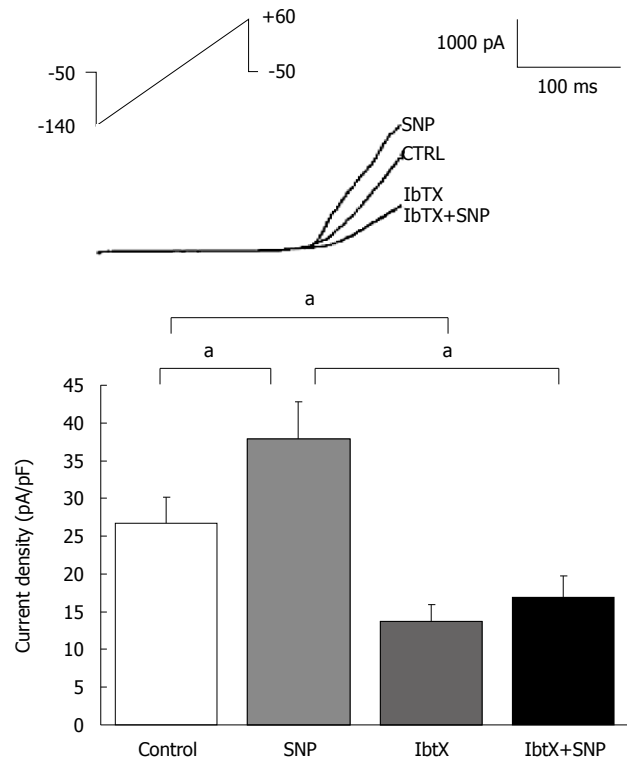 +60
-50
-50
-140
1000 pA
100 ms
SNP
CTRL
IbTX
IbTX+SNP
a
a
a
45
40
35
30
25
20
15
10
5
0
Current density (pA/pF)
Control
SNP
IbtX
IbtX+SNP